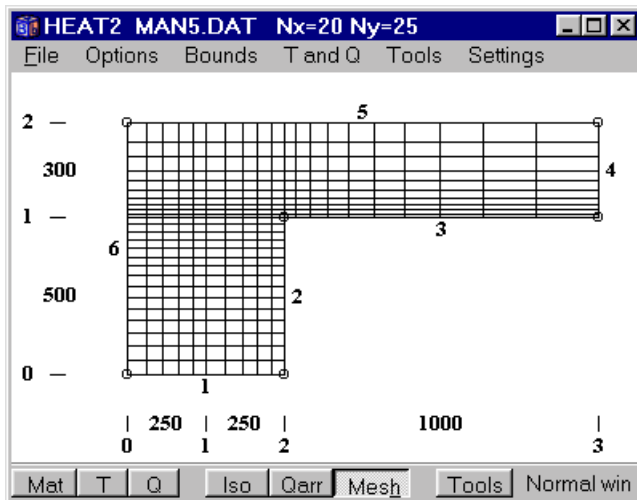 HEAT2 MAN5.DAT Nx=20 Ny=25
File Options Bounds T and Q Tools Settings
5
2
300
4
1
3
6
500
2
0
1
250 250 1000
0 1 2 3
Mat T Q Iso Qarr Mesh Tools Normal win